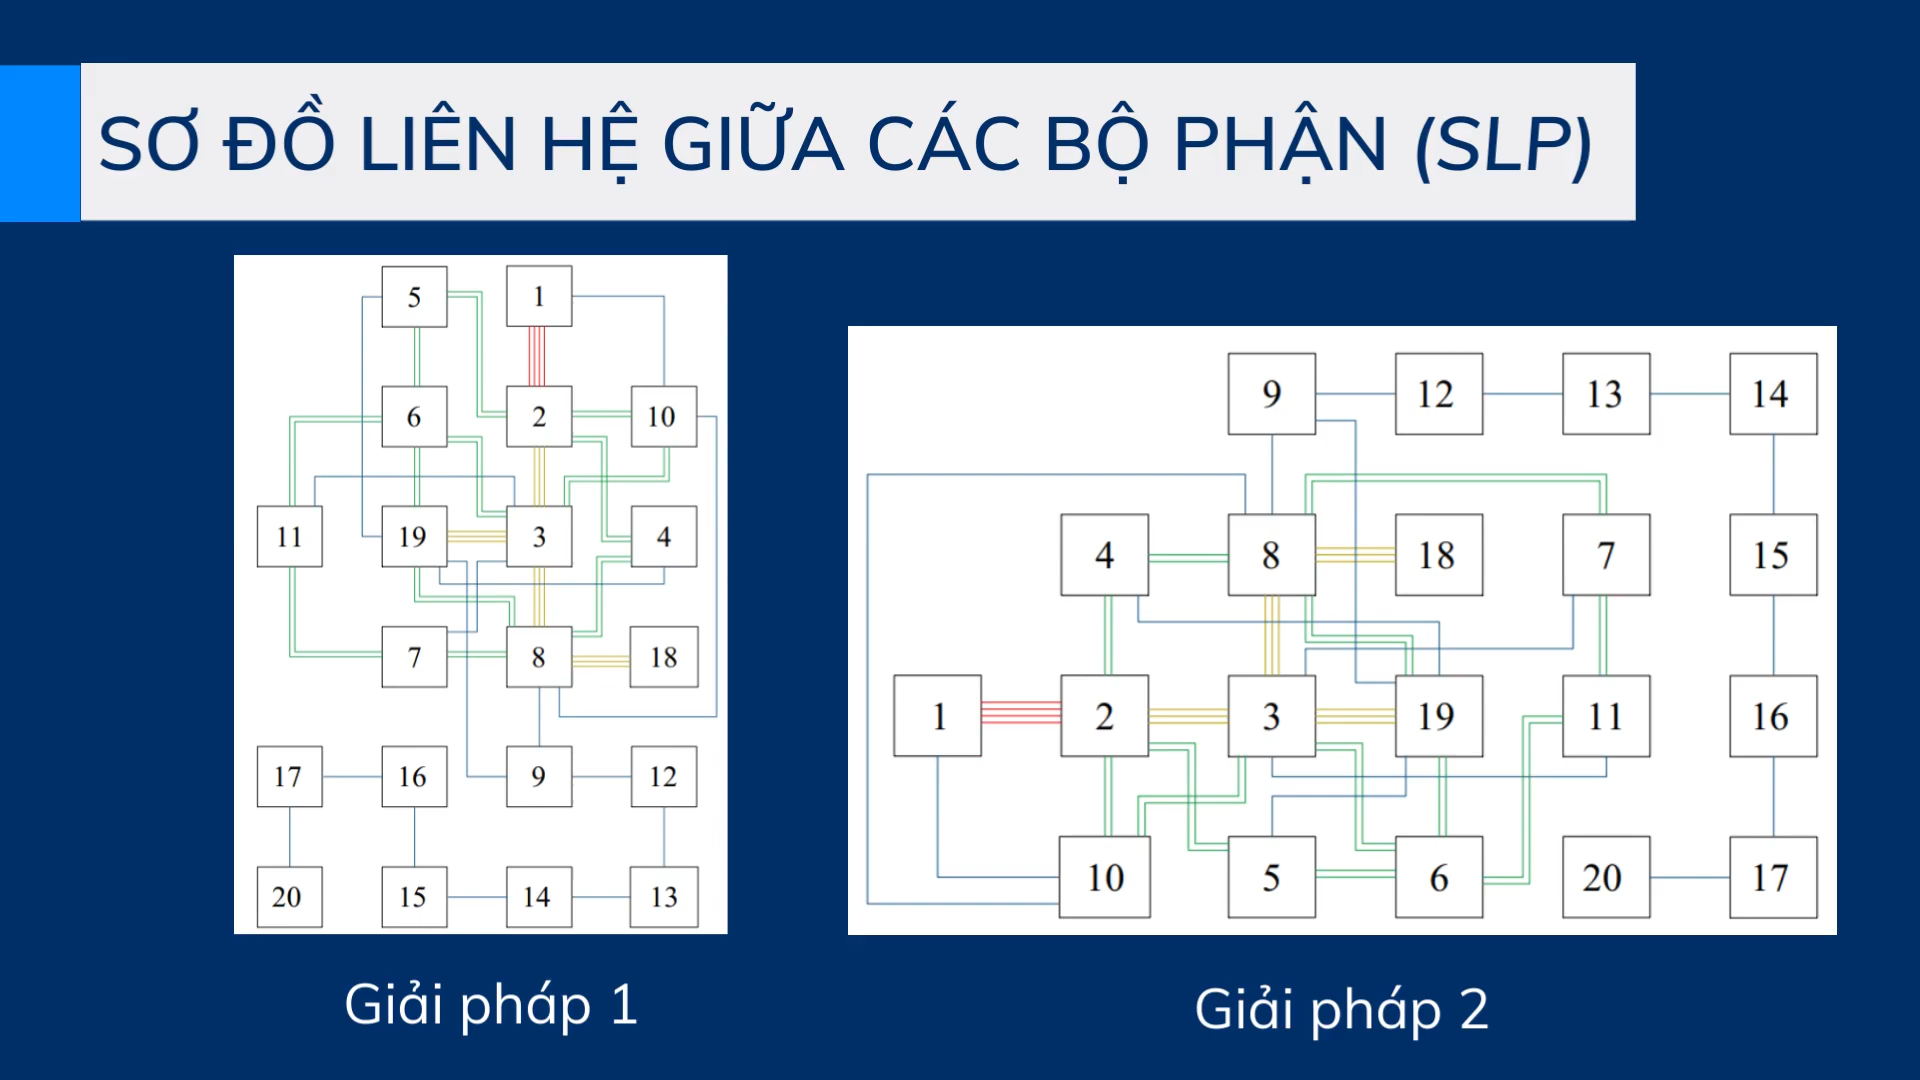 SƠ ĐỒ LIÊN HỆ GIỮA CÁC BỘ PHẬN (SLP)
5 1
6 2 10
11 19 3 4
7 8 18
17 16 9 12
20 15 14 13
Giải pháp 1
9 12 13 14
4 8 18 7 15
1 2 3 19 11 16
10 5 6 20 17
Giải pháp 2